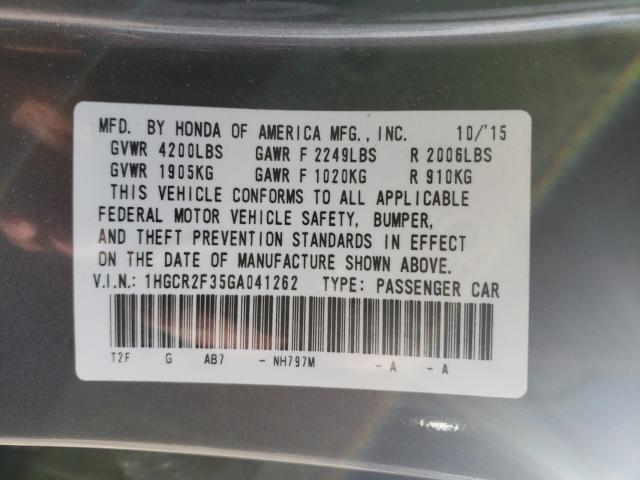 MFD. BY HONDA OF AMERICA MFG., INC. 10/'15
GVWR 4200LBS GAWR F 2249LBS R 2006LBS
GVWR 1905KG GAWR F 1020KG R 910KG
THIS VEHICLE CONFORMS TO ALL APPLICABLE
FEDERAL MOTOR VEHICLE SAFETY, BUMPER,
AND THEFT PREVENTION STANDARDS IN EFFECT
ON THE DATE OF MANUFACTURE SHOWN ABOVE.
V.I.N.: 1HGCR2F35GA041262 TYPE: PASSENGER CAR
T2F G AB7 - NH797M - A - A